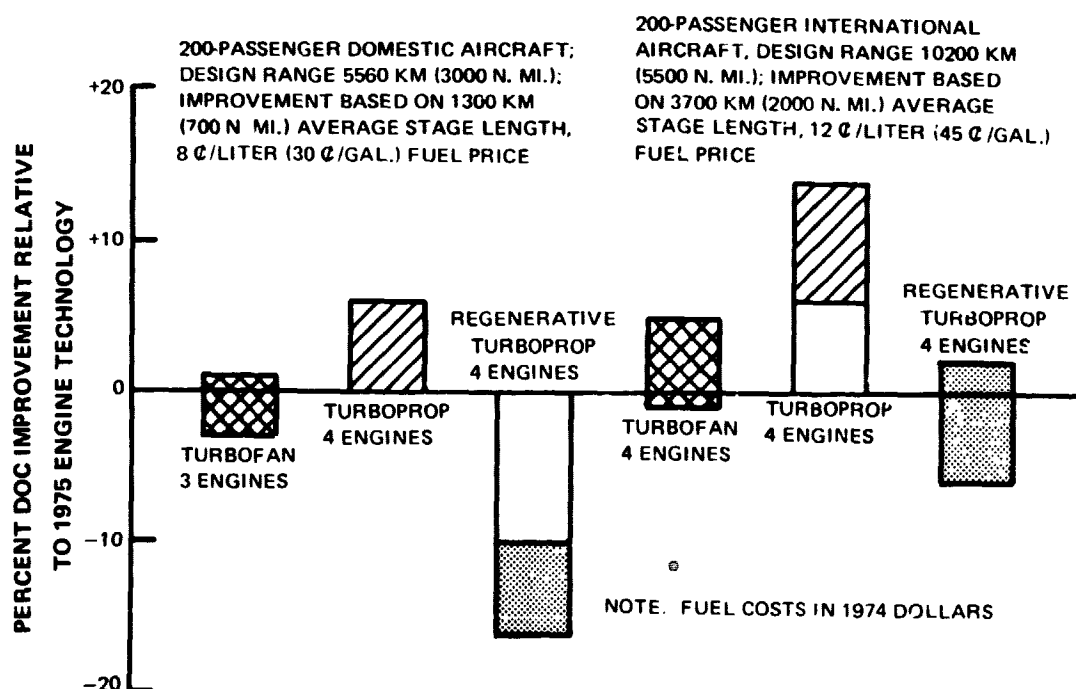 200-PASSENGER DOMESTIC AIRCRAFT;
DESIGN RANGE 5560 KM (3000 N. MI.);
IMPROVEMENT BASED ON 1300 KM
(700 N MI.) AVERAGE STAGE LENGTH,
8 ¢/LITER (30 ¢/GAL.) FUEL PRICE
200-PASSENGER INTERNATIONAL
AIRCRAFT, DESIGN RANGE 10200 KM
(5500 N. MI.); IMPROVEMENT BASED
ON 3700 KM (2000 N. MI.) AVERAGE
STAGE LENGTH, 12 ¢/LITER (45 ¢/GAL.)
FUEL PRICE
PERCENT DOC IMPROVEMENT RELATIVE
TO 1975 ENGINE TECHNOLOGY
+20
+10
0
-10
-20
TURBOFAN
3 ENGINES
TURBOPROP
4 ENGINES
REGENERATIVE
TURBOPROP
4 ENGINES
TURBOFAN
4 ENGINES
TURBOPROP
4 ENGINES
REGENERATIVE
TURBOPROP
4 ENGINES
NOTE. FUEL COSTS IN 1974 DOLLARS